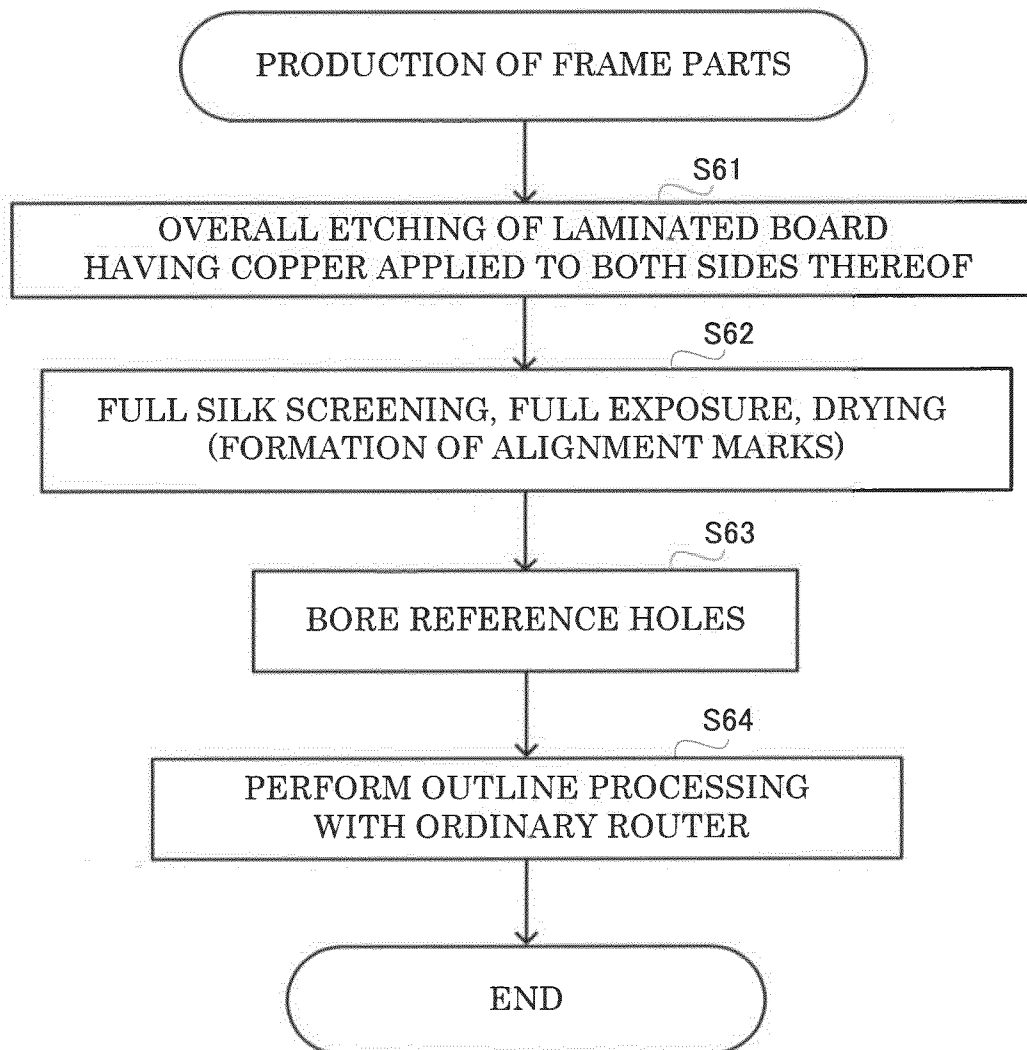 PRODUCTION OF FRAME PARTS
S61
OVERALL ETCHING OF LAMINATED BOARD
HAVING COPPER APPLIED TO BOTH SIDES THEREOF
S62
FULL SILK SCREENING, FULL EXPOSURE, DRYING
(FORMATION OF ALIGNMENT MARKS)
S63
BORE REFERENCE HOLES
S64
PERFORM OUTLINE PROCESSING
WITH ORDINARY ROUTER
END